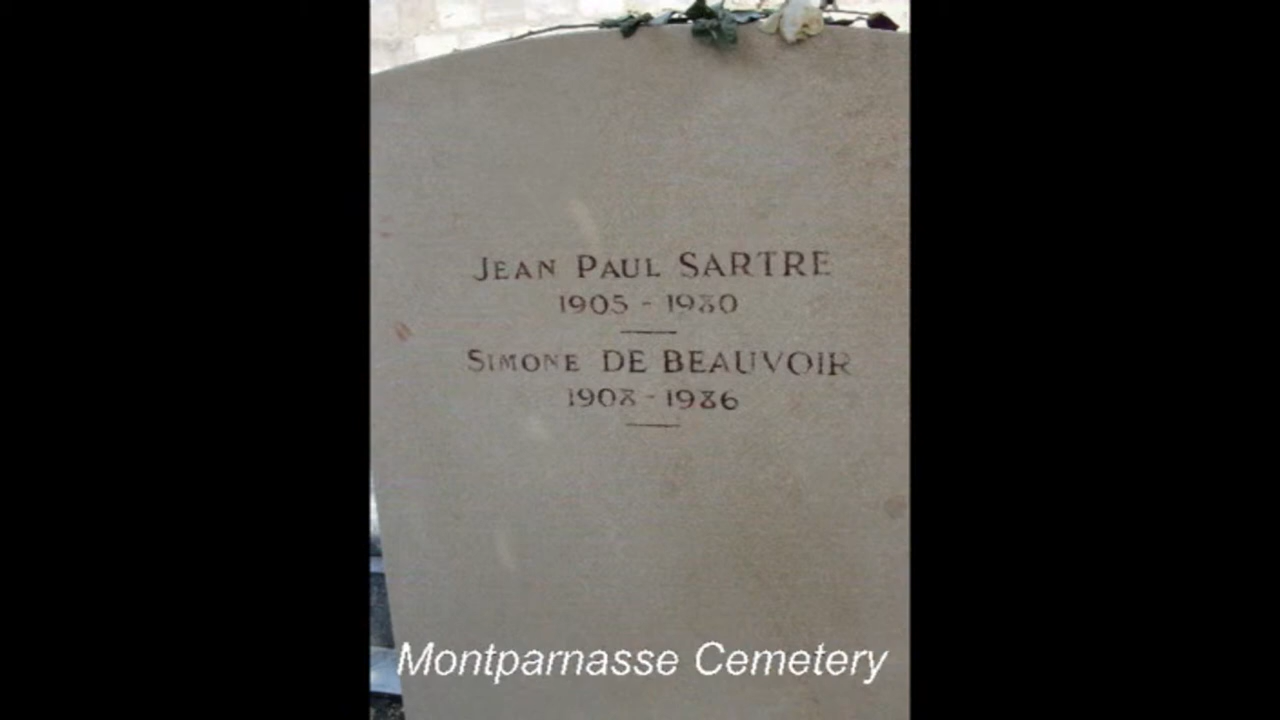 JEAN PAUL SARTRE
1905 - 1980
SIMONE DE BEAUVOIR
1908 - 1986
Montparnasse Cemetery